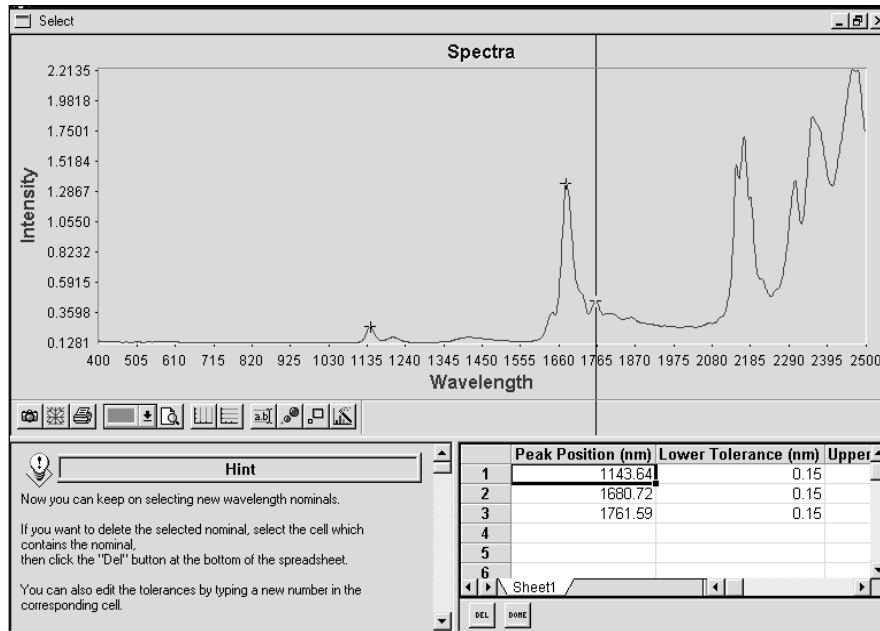 Select
Spectra
2.2135
1.9818
1.7501
1.5184
1.2867
1.0550
0.8232
0.5915
0.3598
0.1281
Intensity
400 505 610 715 820 925 1030 1135 1240 1345 1450 1555 1660 1765 1870 1975 2080 2185 2290 2395 2500
Wavelength
a.b
Hint
Now you can keep on selecting new wavelength nominals.
If you want to delete the selected nominal, select the cell which
contains the nominal,
then click the "Del" button at the bottom of the spreadsheet.
You can also edit the tolerances by typing a new number in the
corresponding cell.
Peak Position (nm) Lower Tolerance (nm) Upper
1 1143.64 0.15
2 1680.72 0.15
3 1761.59 0.15
4
5
6
Sheet1
DEL DONE